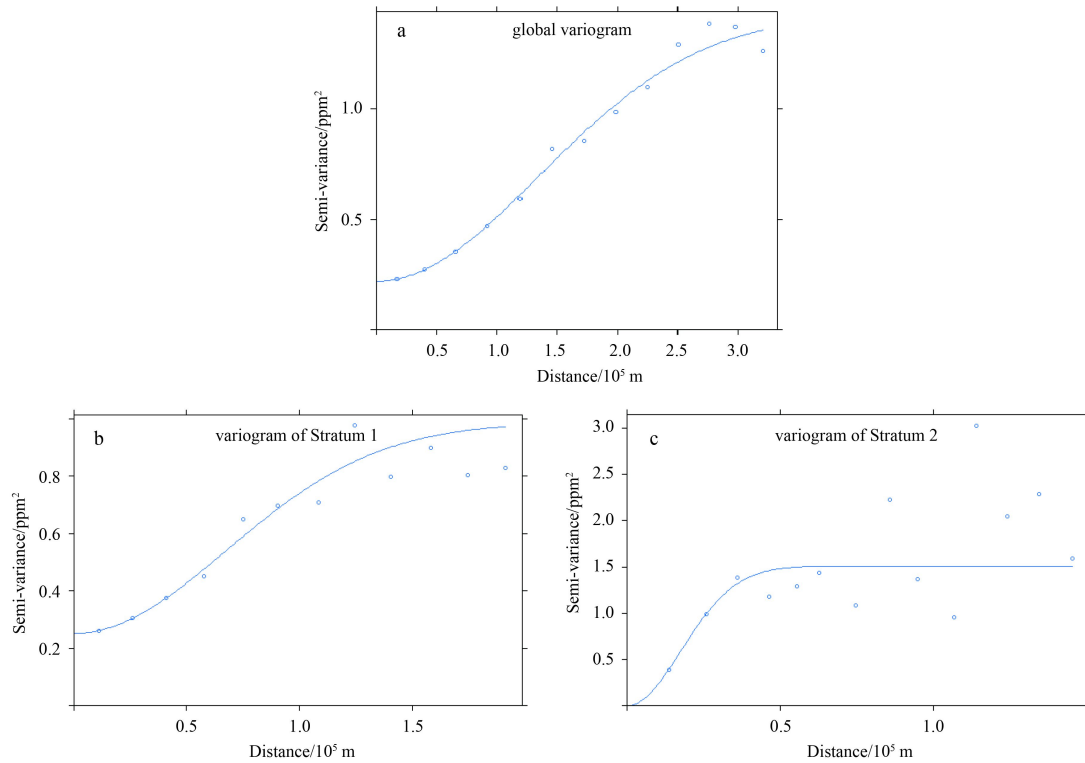 a
global variogram
1.0
0.5
Semi-variance/ppm²
0.5 1.0 1.5 2.0 2.5 3.0
Distance/10⁵ m
b
variogram of Stratum 1
0.8
0.6
0.4
0.2
Semi-variance/ppm²
0.5 1.0 1.5
Distance/10⁵ m
c
variogram of Stratum 2
3.0
2.5
2.0
1.5
1.0
0.5
Semi-variance/ppm²
0.5 1.0
Distance/10⁵ m